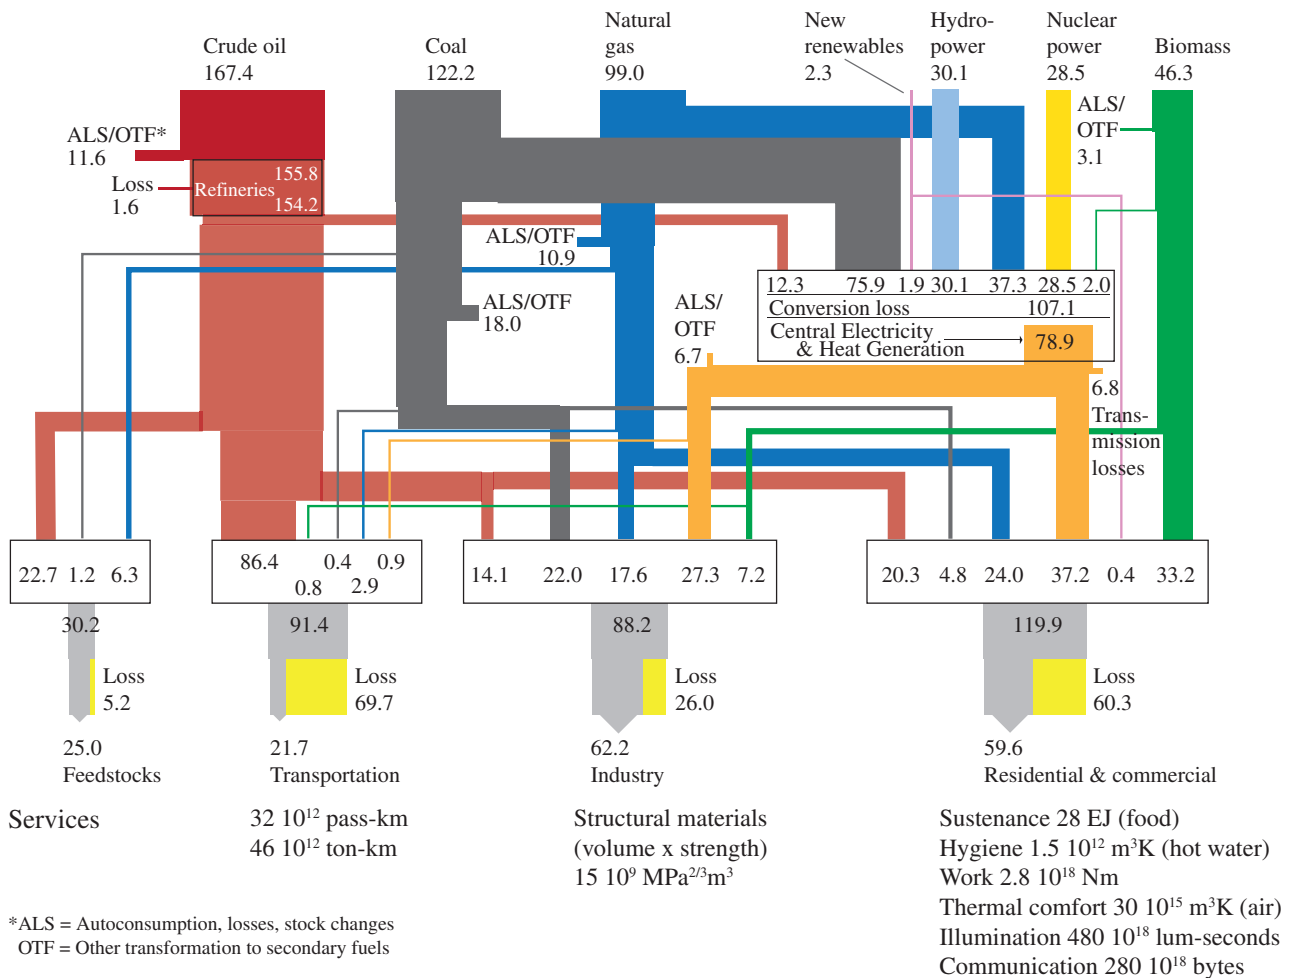 Crude oil
167.4
Coal
122.2
Natural
gas
99.0
New
renewables
2.3
Hydro-
power
30.1
Nuclear
power
28.5
Biomass
46.3
ALS/OTF*
11.6
Loss
1.6
Refineries
155.8
154.2
ALS/OTF
10.9
ALS/OTF
18.0
ALS/
OTF
6.7
ALS/
OTF
3.1
12.3 75.9 1.9 30.1 37.3 28.5 2.0
Conversion loss 107.1
Central Electricity
& Heat Generation
78.9
6.8
Trans-
mission
losses
22.7 1.2 6.3
86.4 0.8 0.4 2.9 0.9
14.1 22.0 17.6 27.3 7.2
20.3 4.8 24.0 37.2 0.4 33.2
30.2
91.4
88.2
119.9
Loss
5.2
Loss
69.7
Loss
26.0
Loss
60.3
25.0
Feedstocks
21.7
Transportation
62.2
Industry
59.6
Residential & commercial
Services
32 10¹² pass-km
46 10¹² ton-km
Structural materials
(volume x strength)
15 10⁹ MPa²ᐟ³m³
Sustenance 28 EJ (food)
Hygiene 1.5 10¹² m³K (hot water)
Work 2.8 10¹⁸ Nm
Thermal comfort 30 10¹⁵ m³K (air)
Illumination 480 10¹⁸ lum-seconds
Communication 280 10¹⁸ bytes
*ALS = Autoconsumption, losses, stock changes
OTF = Other transformation to secondary fuels